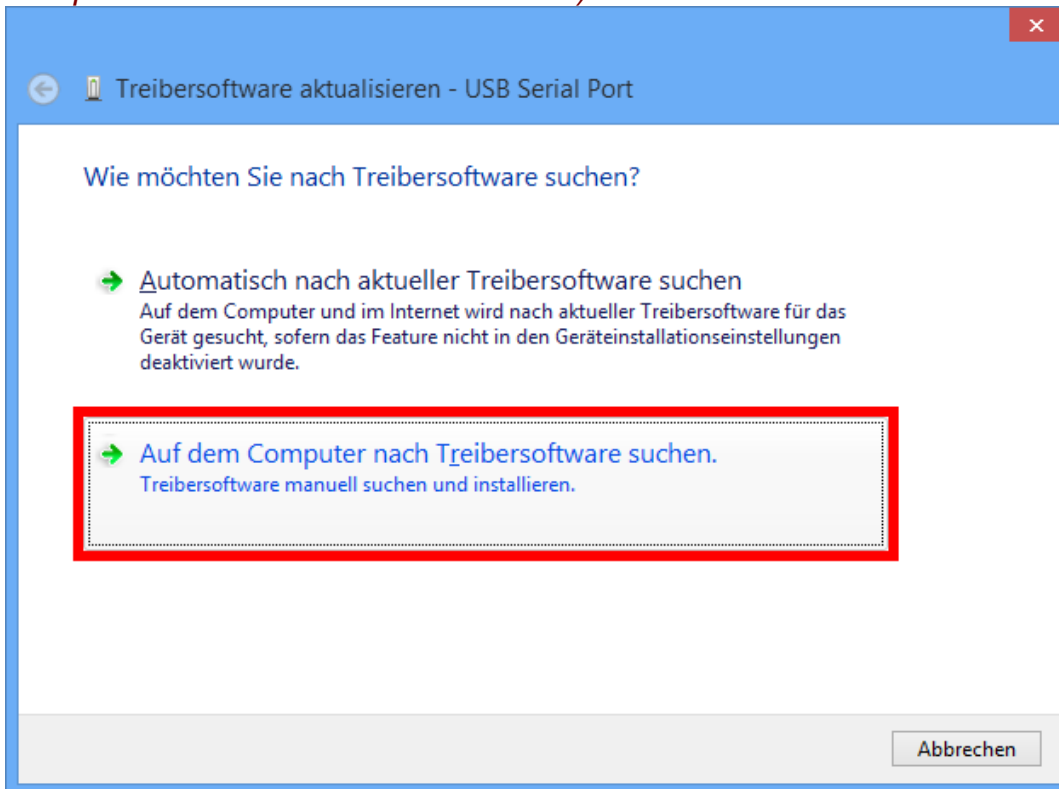 Treibersoftware aktualisieren - USB Serial Port
Wie möchten Sie nach Treibersoftware suchen?
Automatisch nach aktueller Treibersoftware suchen
Auf dem Computer und im Internet wird nach aktueller Treibersoftware für das
Gerät gesucht, sofern das Feature nicht in den Geräteinstallationseinstellungen
deaktiviert wurde.
Auf dem Computer nach Treibersoftware suchen.
Treibersoftware manuell suchen und installieren.
Abbrechen